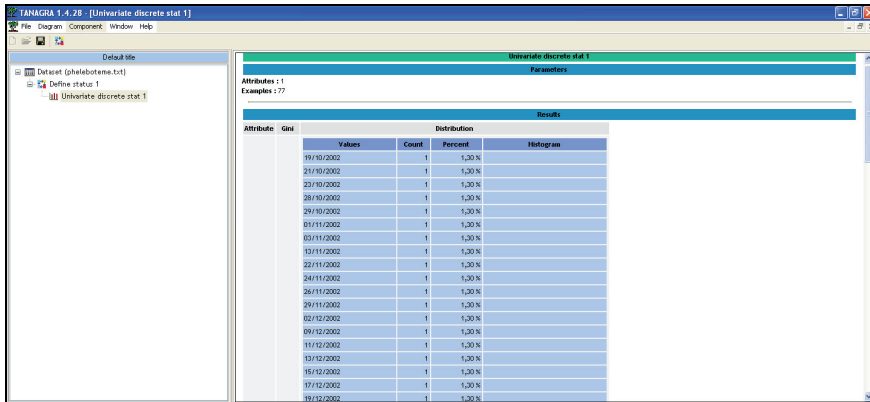 TANAGRA 1.4.28 - [Univariate discrete stat 1]
File Diagram Component Window Help
Default title
Dataset (pheleboteme.txt)
Define status 1
Univariate discrete stat 1
Univariate discrete stat 1
Parameters
Attributes : 1
Examples : 77
Results
Attribute Gini Distribution
Values Count Percent Histogram
19/10/2002 1 1,30 %
21/10/2002 1 1,30 %
23/10/2002 1 1,30 %
28/10/2002 1 1,30 %
29/10/2002 1 1,30 %
01/11/2002 1 1,30 %
03/11/2002 1 1,30 %
13/11/2002 1 1,30 %
22/11/2002 1 1,30 %
24/11/2002 1 1,30 %
26/11/2002 1 1,30 %
29/11/2002 1 1,30 %
02/12/2002 1 1,30 %
09/12/2002 1 1,30 %
11/12/2002 1 1,30 %
13/12/2002 1 1,30 %
15/12/2002 1 1,30 %
17/12/2002 1 1,30 %
19/12/2002 1 1,30 %